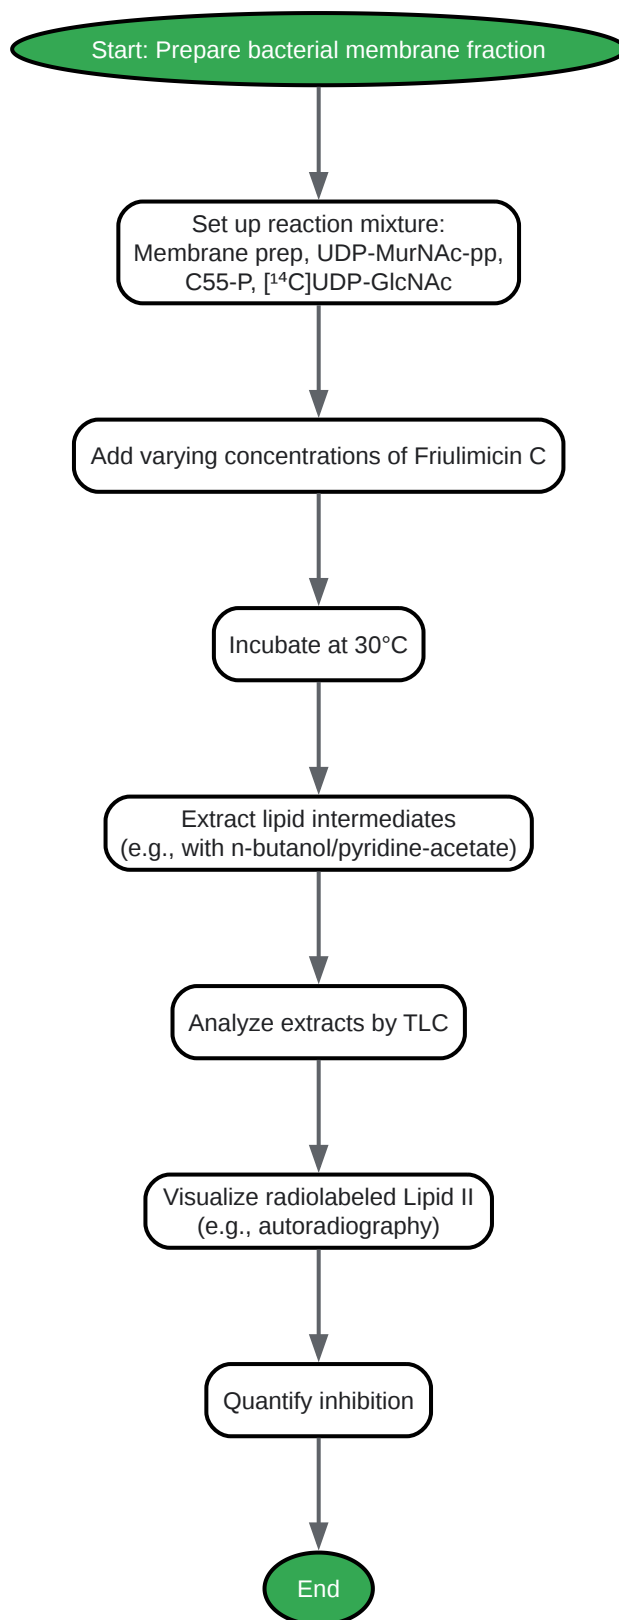 Start: Prepare bacterial membrane fraction
Set up reaction mixture:
Membrane prep, UDP-MurNAc-pp,
C55-P, [¹⁴C]UDP-GlcNAc
Add varying concentrations of Friulimicin C
Incubate at 30°C
Extract lipid intermediates
(e.g., with n-butanol/pyridine-acetate)
Analyze extracts by TLC
Visualize radiolabeled Lipid II
(e.g., autoradiography)
Quantify inhibition
End